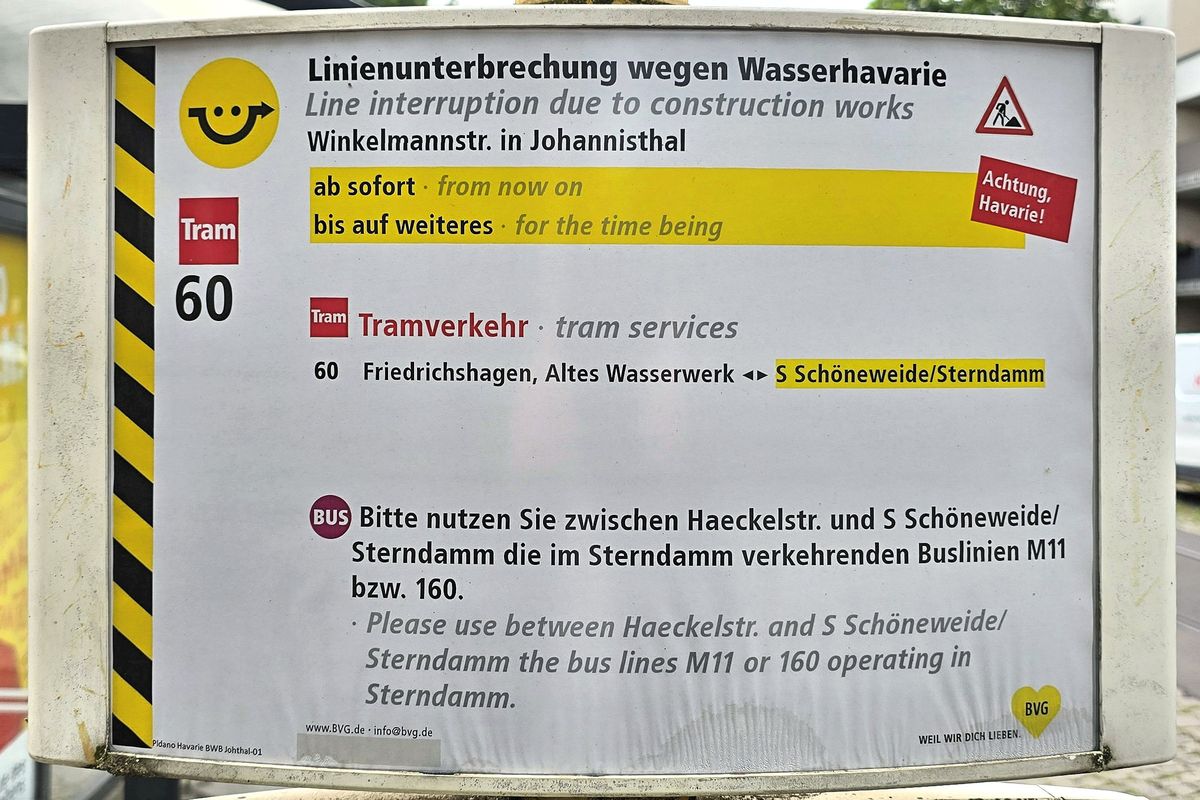 Linienunterbrechung wegen Wasserhavarie
Line interruption due to construction works
Winkelmannstr. in Johannisthal
ab sofort · from now on
bis auf weiteres · for the time being
Achtung,
Havarie!
Tram
60
Tram Tramverkehr · tram services
60 Friedrichshagen, Altes Wasserwerk ◄► S Schöneweide/Sterndamm
BUS Bitte nutzen Sie zwischen Haeckelstr. und S Schöneweide/
Sterndamm die im Sterndamm verkehrenden Buslinien M11
bzw. 160.
· Please use between Haeckelstr. and S Schöneweide/
Sterndamm the bus lines M11 or 160 operating in
Sterndamm.
www.BVG.de · info@bvg.de
Pldano Havarie BWB Johthal-01
WEIL WIR DICH LIEBEN.
BVG